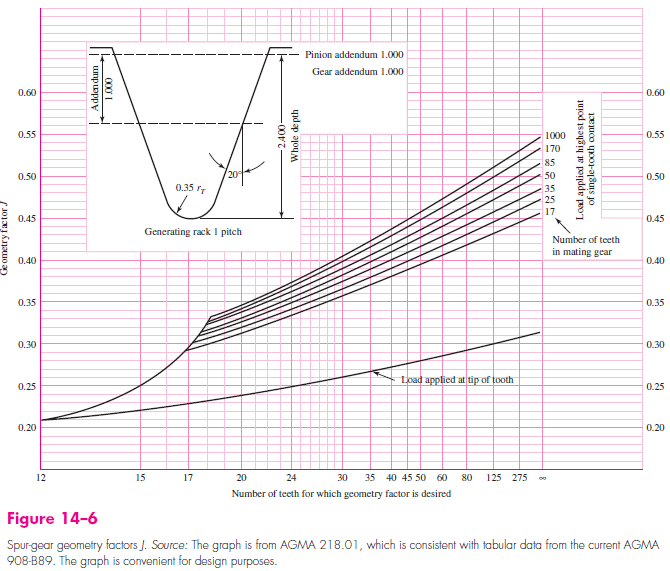 Pinion addendum 1.000
Gear addendum 1.000
Addendum
1.000
2.400
Whole depth
20°
0.35 rT
Generating rack 1 pitch
Geometry factor J
0.60
0.55
0.50
0.45
0.40
0.35
0.30
0.25
0.20
1000
170
85
50
35
25
17
Load applied at highest point
of single-tooth contact
Number of teeth
in mating gear
Load applied at tip of tooth
0.60
0.55
0.50
0.45
0.40
0.35
0.30
0.25
0.20
12 15 17 20 24 30 35 40 45 50 60 80 125 275 ∞
Number of teeth for which geometry factor is desired
Figure 14–6
Spur-gear geometry factors J. Source: The graph is from AGMA 218.01, which is consistent with tabular data from the current AGMA
908-B89. The graph is convenient for design purposes.